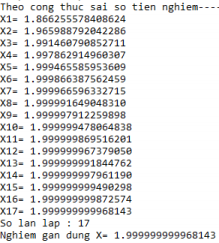 Theo cong thuc sai so tien nghiem----
X1= 1.866255578408624
X2= 1.965988792042286
X3= 1.991460790852711
X4= 1.997862914960307
X5= 1.999465585953609
X6= 1.999866387562459
X7= 1.999966596332715
X8= 1.999991649048310
X9= 1.999997912259898
X10= 1.999999478064838
X11= 1.999999869516201
X12= 1.999999967379050
X13= 1.999999991844762
X14= 1.999999997961190
X15= 1.999999999490298
X16= 1.999999999872574
X17= 1.999999999968143
So lan lap : 17
Nghiem gan dung X= 1.999999999968143